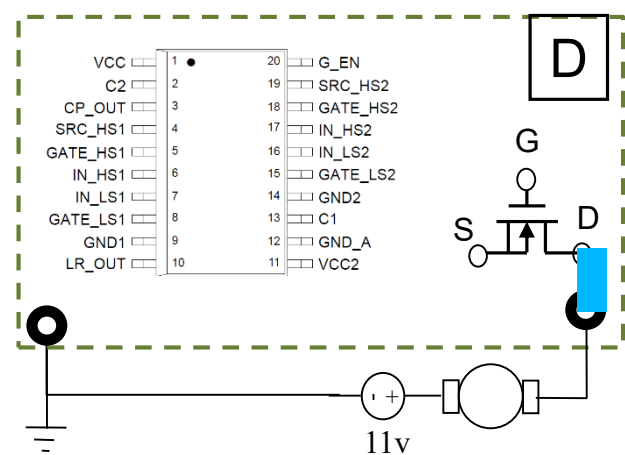 D
VCC 1 20 G_EN
C2 2 19 SRC_HS2
CP_OUT 3 18 GATE_HS2
SRC_HS1 4 17 IN_HS2
GATE_HS1 5 16 IN_LS2
IN_HS1 6 15 GATE_LS2
IN_LS1 7 14 GND2
GATE_LS1 8 13 C1
GND1 9 12 GND_A
LR_OUT 10 11 VCC2
G
S D
- +
11v